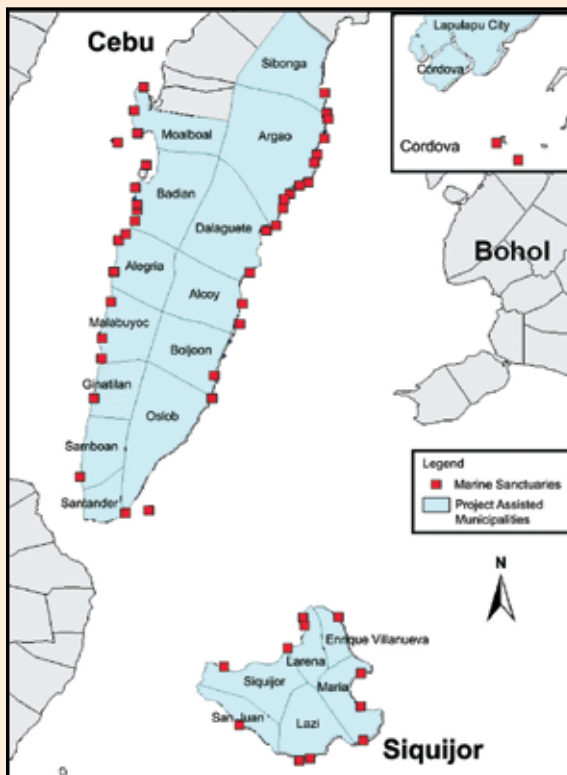 Cebu
Lapulapu City
Cordova
Sibonga
Moalboal
Argao
Cordova
Badian
Dalaguete
Bohol
Alegria
Alcoy
Malabuyoc
Boljoon
Ginatilan
Oslob
Samboan
Legend
Marine Sanctuaries
Project Assisted
Municipalities
Santander
N
Enrique Villanueva
Larena
Siquijor
Maria
San Juan
Lazi
Siquijor